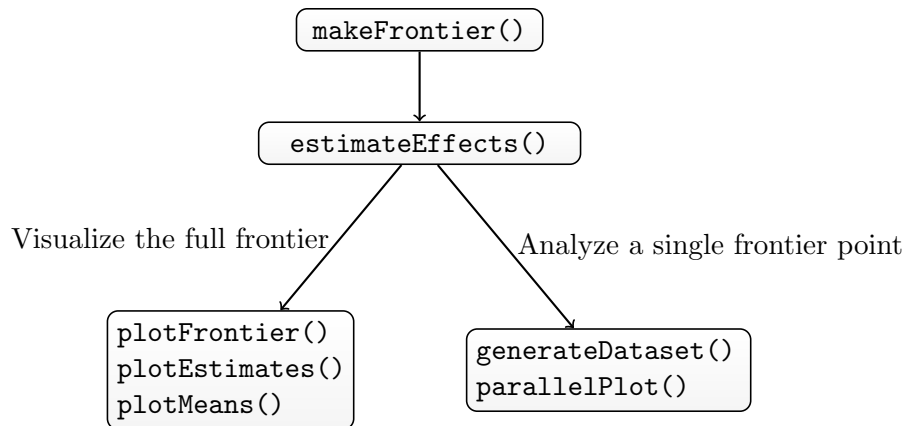 makeFrontier()
estimateEffects()
Visualize the full frontier
Analyze a single frontier point
plotFrontier()
plotEstimates()
plotMeans()
generateDataset()
parallelPlot()